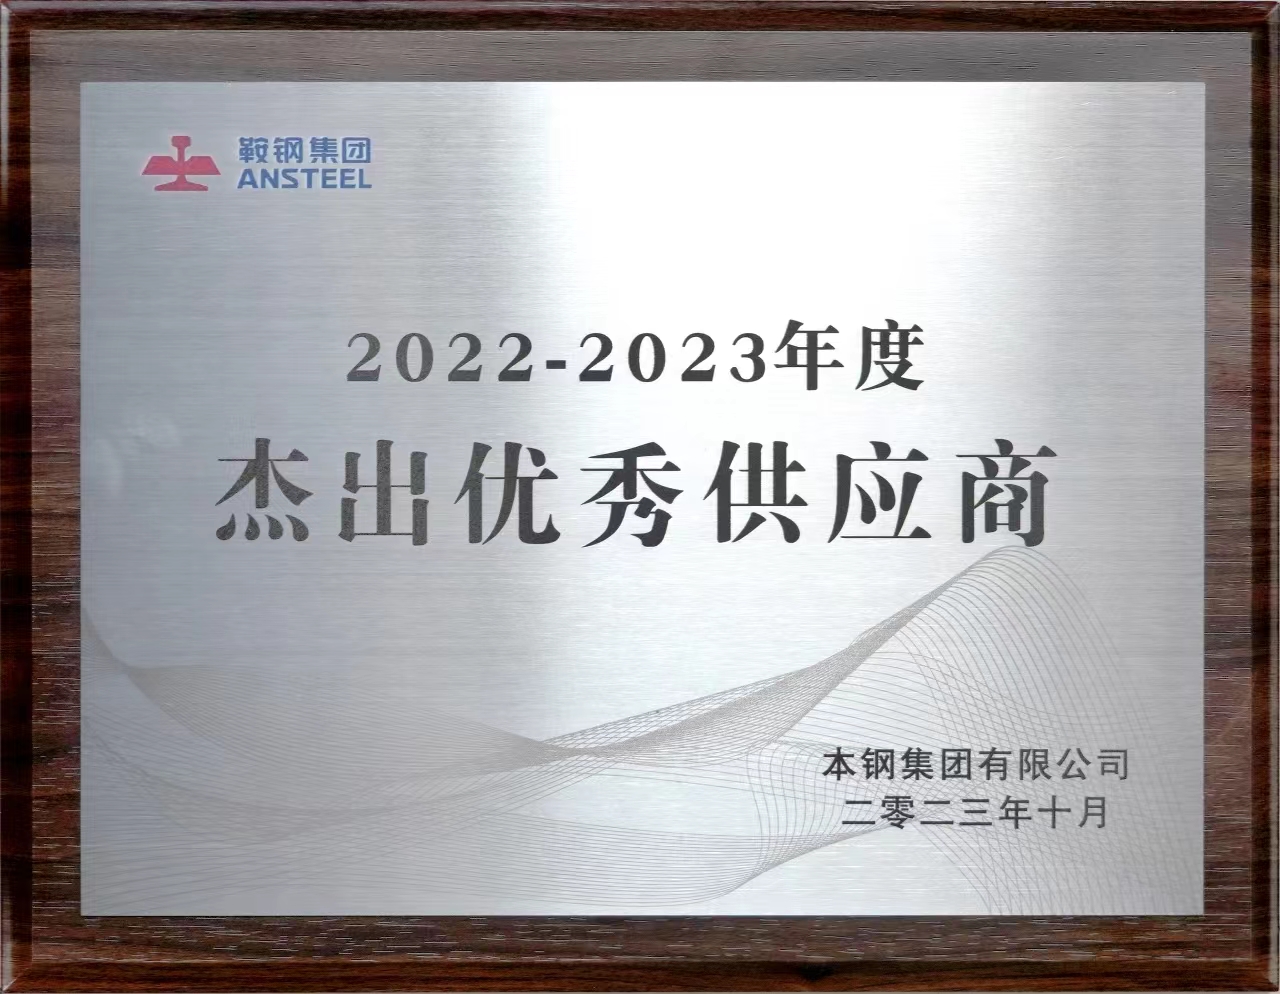 鞍钢集团
ANSTEEL
2022-2023年度
杰出优秀供应商
本钢集团有限公司
二零二三年十月